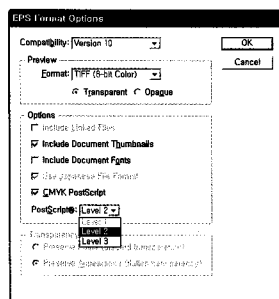 EPS Format Options
Compatibility: Version 10
OK
Cancel
Preview
Format: TIFF (8-bit Color)
Transparent Opaque
Options
Include Linked Files
Include Document Thumbnails
Include Document Fonts
Use Japanese File Format
CMYK PostScript
PostScript®: Level 2
Level 1
Level 2
Level 3
Transparency
Preserve
Preserve Appearance